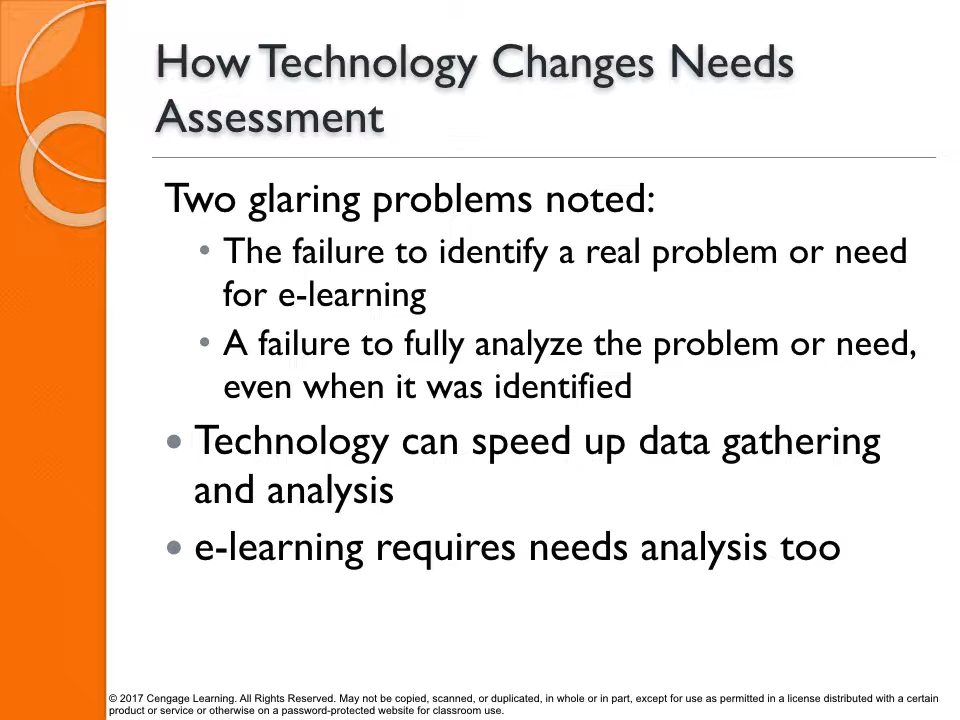 How Technology Changes Needs
Assessment
Two glaring problems noted:
• The failure to identify a real problem or need
for e-learning
• A failure to fully analyze the problem or need,
even when it was identified
• Technology can speed up data gathering
and analysis
• e-learning requires needs analysis too
© 2017 Cengage Learning. All Rights Reserved. May not be copied, scanned, or duplicated, in whole or in part, except for use as permitted in a license distributed with a certain
product or service or otherwise on a password-protected website for classroom use.